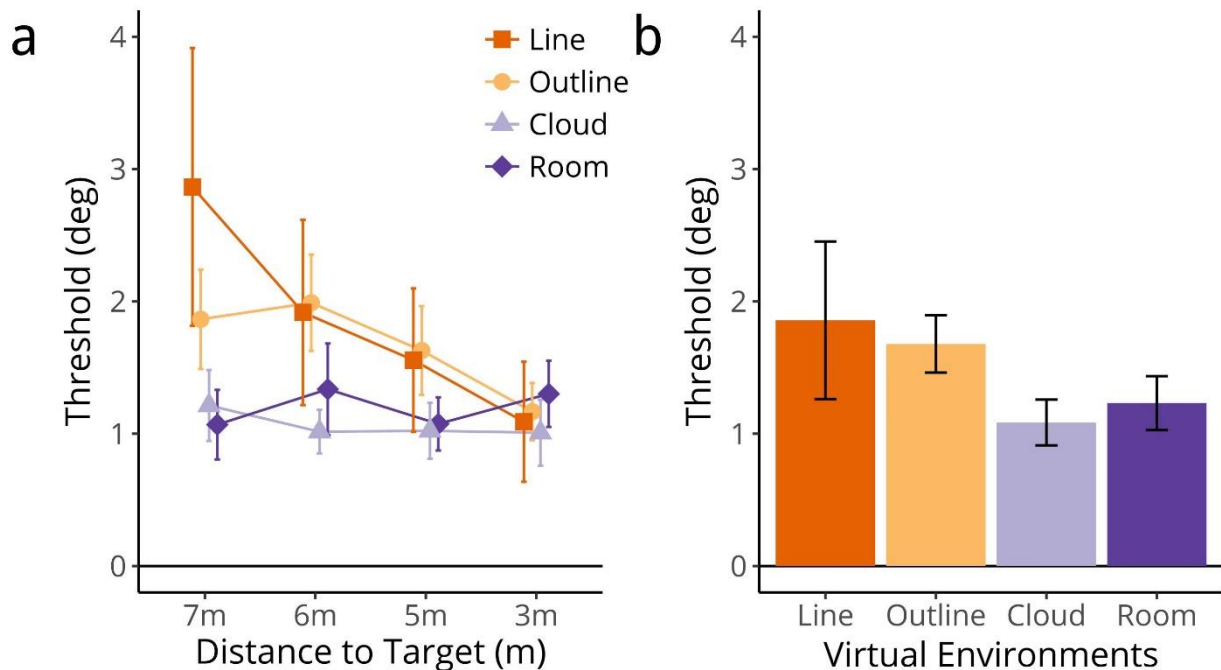 a
4
3
2
1
0
Threshold (deg)
Line
Outline
Cloud
Room
7m
6m
5m
3m
Distance to Target (m)
b
4
3
2
1
0
Threshold (deg)
Line
Outline
Cloud
Room
Virtual Environments